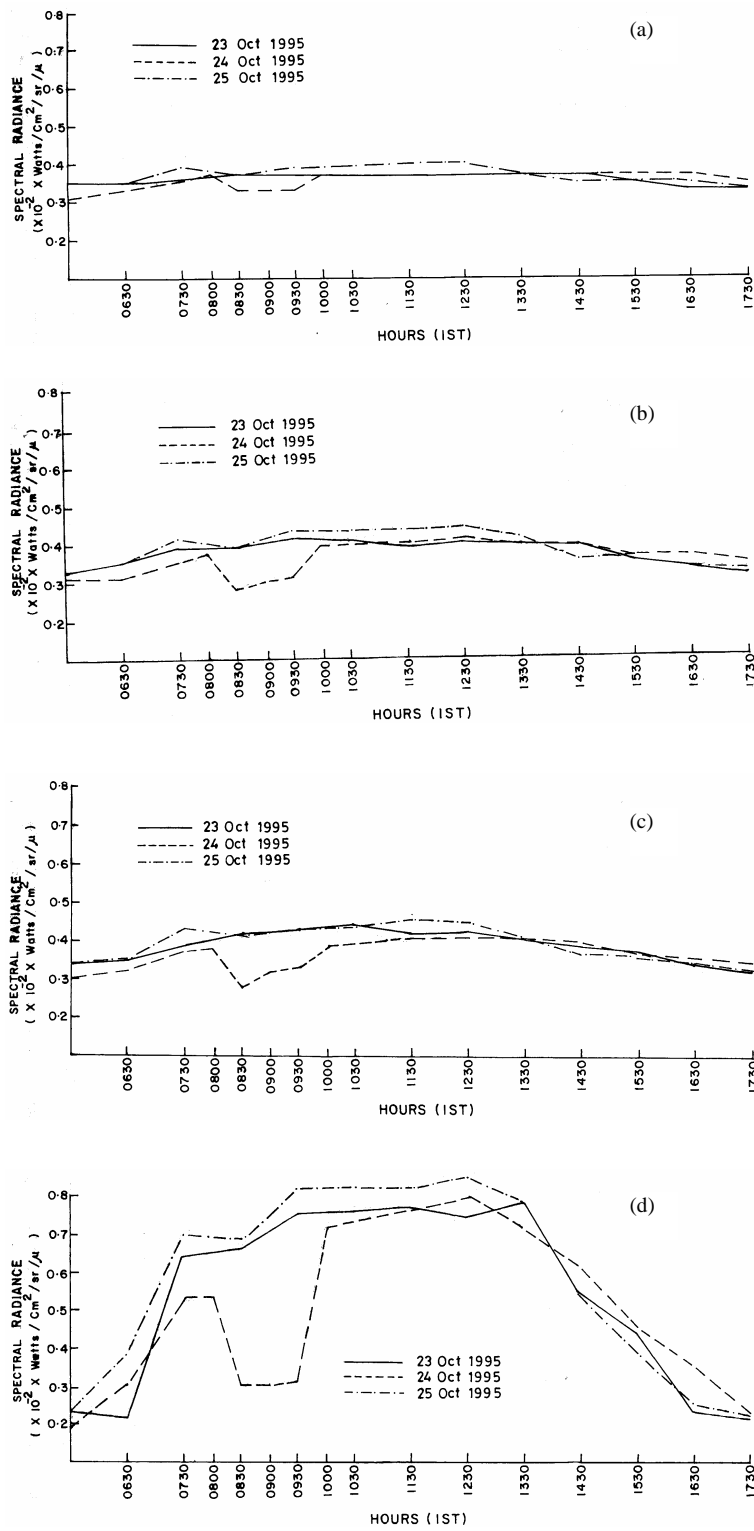 (a)
23 Oct 1995
24 Oct 1995
25 Oct 1995
SPECTRAL RADIANCE
(X10⁻² X Watts/Cm²/sr/μ)
0·8
0·7
0·6
0·5
0·4
0·3
0·2
0630 0730 0800 0830 0900 0930 1000 1030 1130 1230 1330 1430 1530 1630 1730
HOURS (IST)
(b)
23 Oct 1995
24 Oct 1995
25 Oct 1995
SPECTRAL RADIANCE
(X10⁻² X Watts/Cm²/sr/μ)
0·8
0·7
0·6
0·5
0·4
0·3
0·2
0630 0730 0800 0830 0900 0930 1000 1030 1130 1230 1330 1430 1530 1630 1730
HOURS (IST)
(c)
23 Oct 1995
24 Oct 1995
25 Oct 1995
SPECTRAL RADIANCE
(X10⁻² X Watts/Cm²/sr/μ)
0·8
0·7
0·6
0·5
0·4
0·3
0·2
0630 0730 0800 0830 0900 0930 1000 1030 1130 1230 1330 1430 1530 1630 1730
HOURS (IST)
(d)
SPECTRAL RADIANCE
(X10⁻² X Watts/Cm²/sr/μ)
0·8
0·7
0·6
0·5
0·4
0·3
0·2
23 Oct 1995
24 Oct 1995
25 Oct 1995
0630 0730 0800 0830 0900 0930 1000 1030 1130 1230 1330 1430 1530 1630 1730
HOURS (IST)